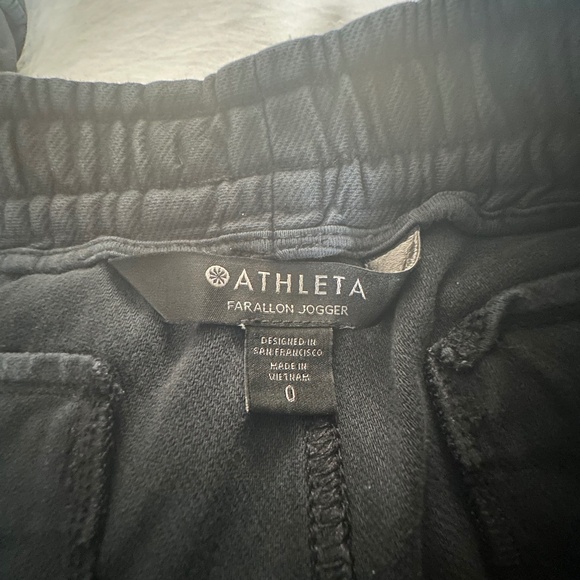 ATHLETA
FARALLON JOGGER
DESIGNED IN
SAN FRANCISCO
MADE IN
VIETNAM
0